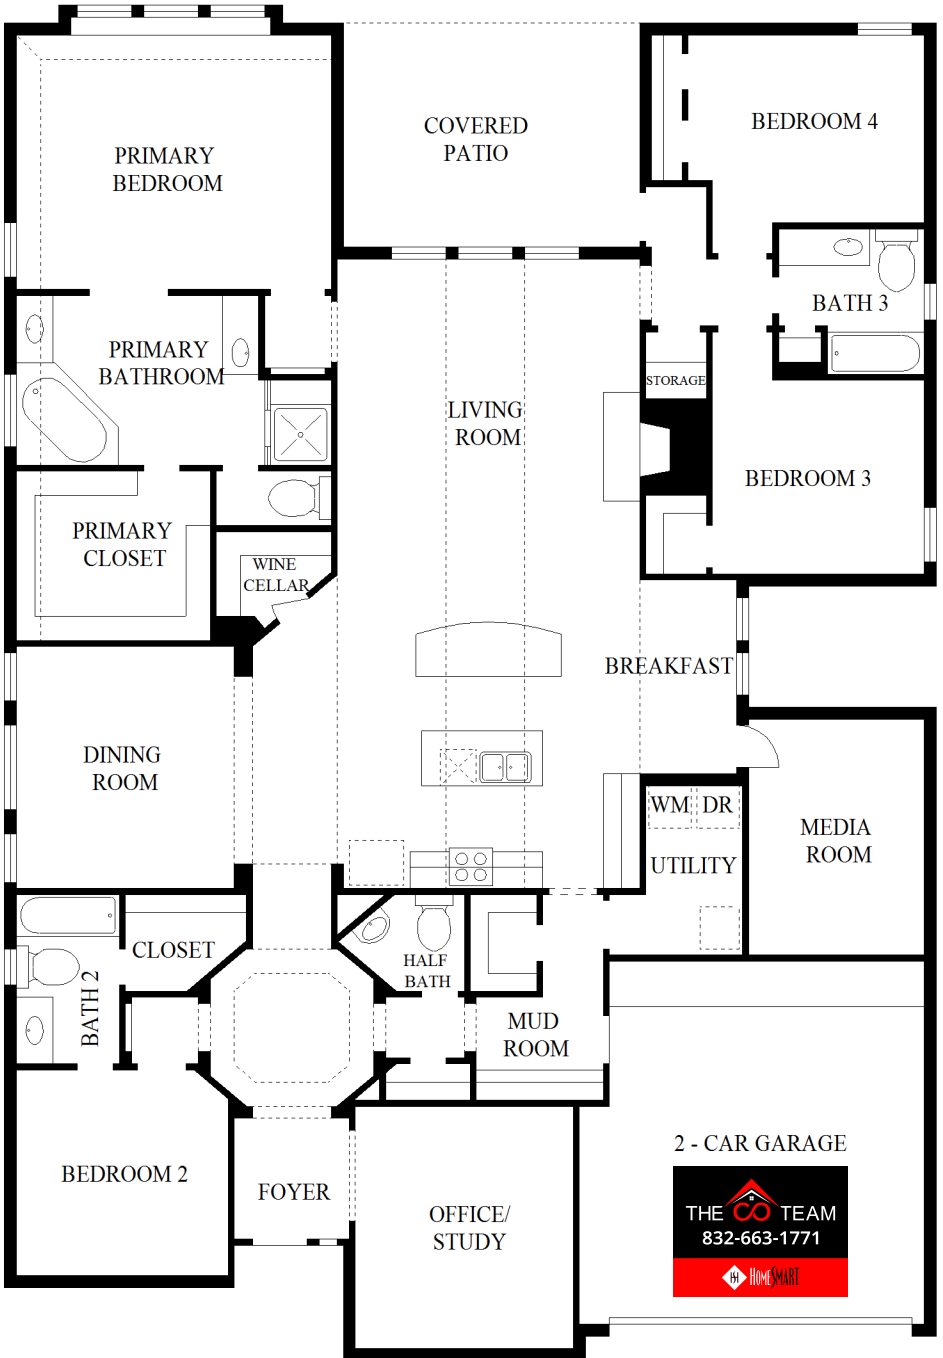 COVERED
PATIO
BEDROOM 4
PRIMARY
BEDROOM
BATH 3
PRIMARY
BATHROOM
STORAGE
LIVING
ROOM
BEDROOM 3
PRIMARY
CLOSET
WINE
CELLAR
BREAKFAST
DINING
ROOM
WM DR
UTILITY
MEDIA
ROOM
CLOSET
HALF
BATH
BATH 2
MUD
ROOM
BEDROOM 2
FOYER
OFFICE/
STUDY
2 - CAR GARAGE
THE CO TEAM
832-663-1771
HS HOMESMART